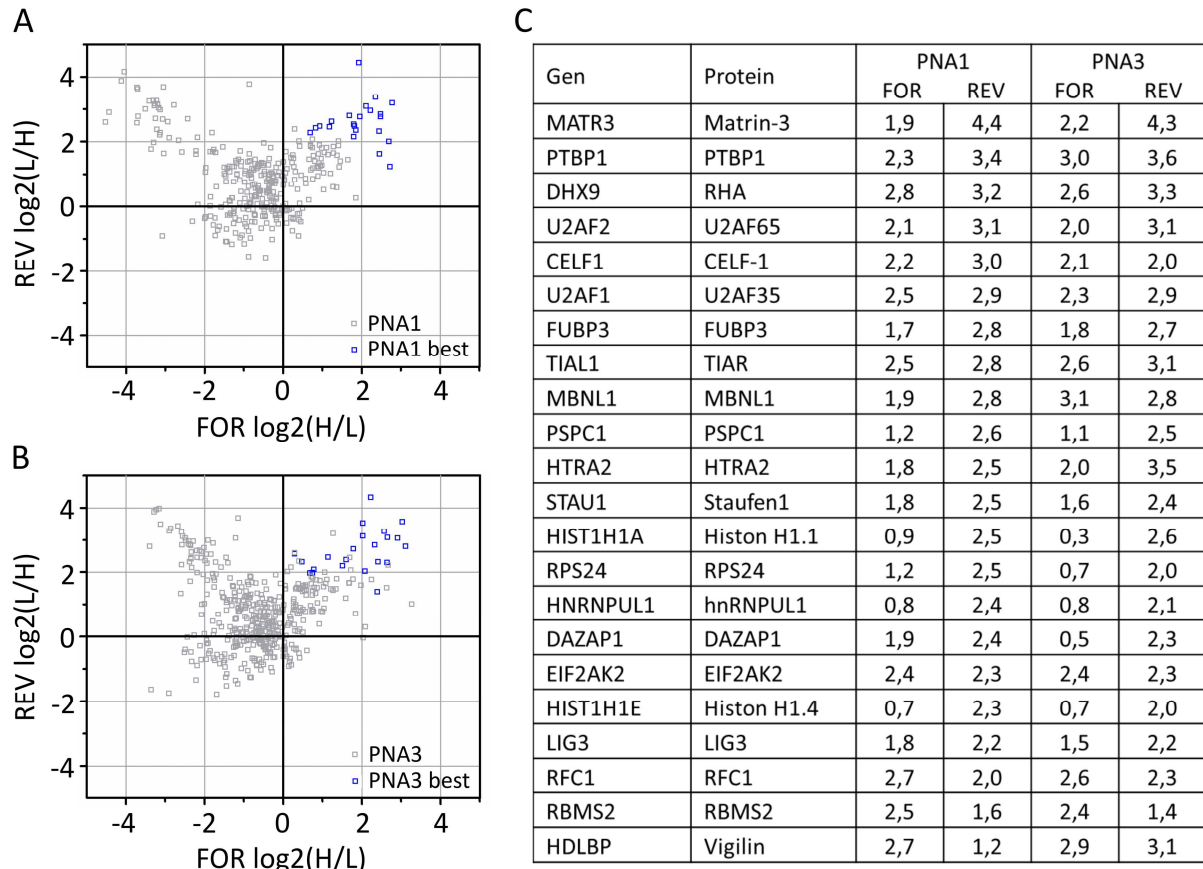 A
4
2
0
-2
-4
REV log2(L/H)
PNA1
PNA1 best
-4 -2 0 2 4
FOR log2(H/L)
B
4
2
0
-2
-4
REV log2(L/H)
PNA3
PNA3 best
-4 -2 0 2 4
FOR log2(H/L)
C
Gen Protein PNA1 PNA3
FOR REV FOR REV
MATR3 Matrin-3 1,9 4,4 2,2 4,3
PTBP1 PTBP1 2,3 3,4 3,0 3,6
DHX9 RHA 2,8 3,2 2,6 3,3
U2AF2 U2AF65 2,1 3,1 2,0 3,1
CELF1 CELF-1 2,2 3,0 2,1 2,0
U2AF1 U2AF35 2,5 2,9 2,3 2,9
FUBP3 FUBP3 1,7 2,8 1,8 2,7
TIAL1 TIAR 2,5 2,8 2,6 3,1
MBNL1 MBNL1 1,9 2,8 3,1 2,8
PSPC1 PSPC1 1,2 2,6 1,1 2,5
HTRA2 HTRA2 1,8 2,5 2,0 3,5
STAU1 Staufen1 1,8 2,5 1,6 2,4
HIST1H1A Histon H1.1 0,9 2,5 0,3 2,6
RPS24 RPS24 1,2 2,5 0,7 2,0
HNRNPUL1 hnRNPUL1 0,8 2,4 0,8 2,1
DAZAP1 DAZAP1 1,9 2,4 0,5 2,3
EIF2AK2 EIF2AK2 2,4 2,3 2,4 2,3
HIST1H1E Histon H1.4 0,7 2,3 0,7 2,0
LIG3 LIG3 1,8 2,2 1,5 2,2
RFC1 RFC1 2,7 2,0 2,6 2,3
RBMS2 RBMS2 2,5 1,6 2,4 1,4
HDLBP Vigilin 2,7 1,2 2,9 3,1